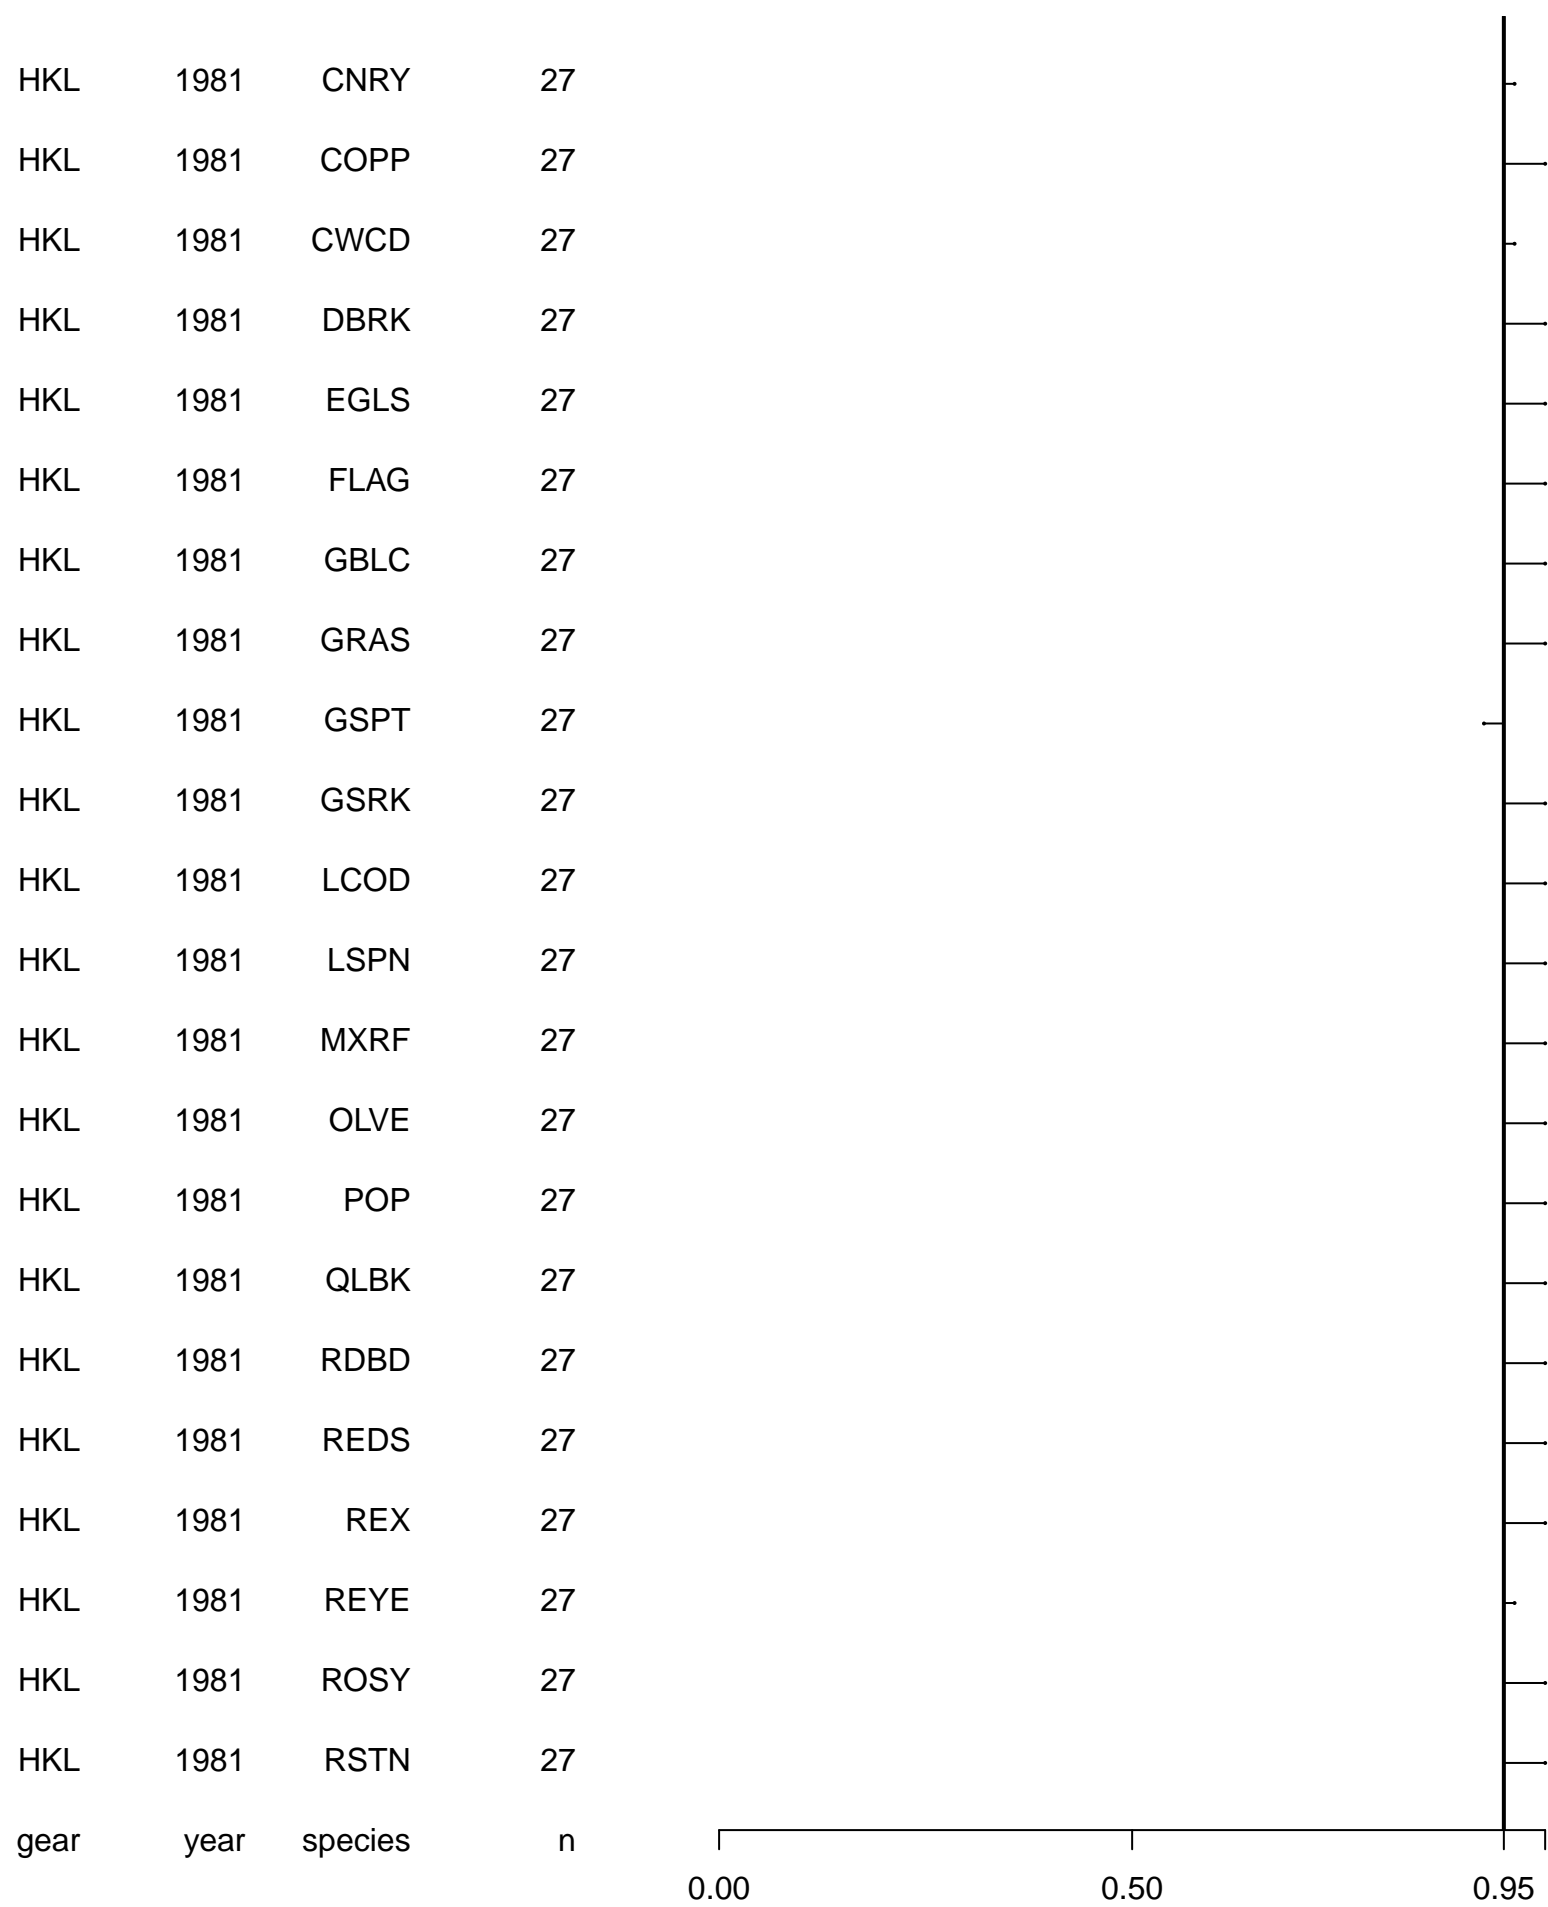 HKL 1981 CNRY 27
HKL 1981 COPP 27
HKL 1981 CWCD 27
HKL 1981 DBRK 27
HKL 1981 EGLS 27
HKL 1981 FLAG 27
HKL 1981 GBLC 27
HKL 1981 GRAS 27
HKL 1981 GSPT 27
HKL 1981 GSRK 27
HKL 1981 LCOD 27
HKL 1981 LSPN 27
HKL 1981 MXRF 27
HKL 1981 OLVE 27
HKL 1981 POP 27
HKL 1981 QLBK 27
HKL 1981 RDBD 27
HKL 1981 REDS 27
HKL 1981 REX 27
HKL 1981 REYE 27
HKL 1981 ROSY 27
HKL 1981 RSTN 27
gear year species n
0.00 0.50 0.95